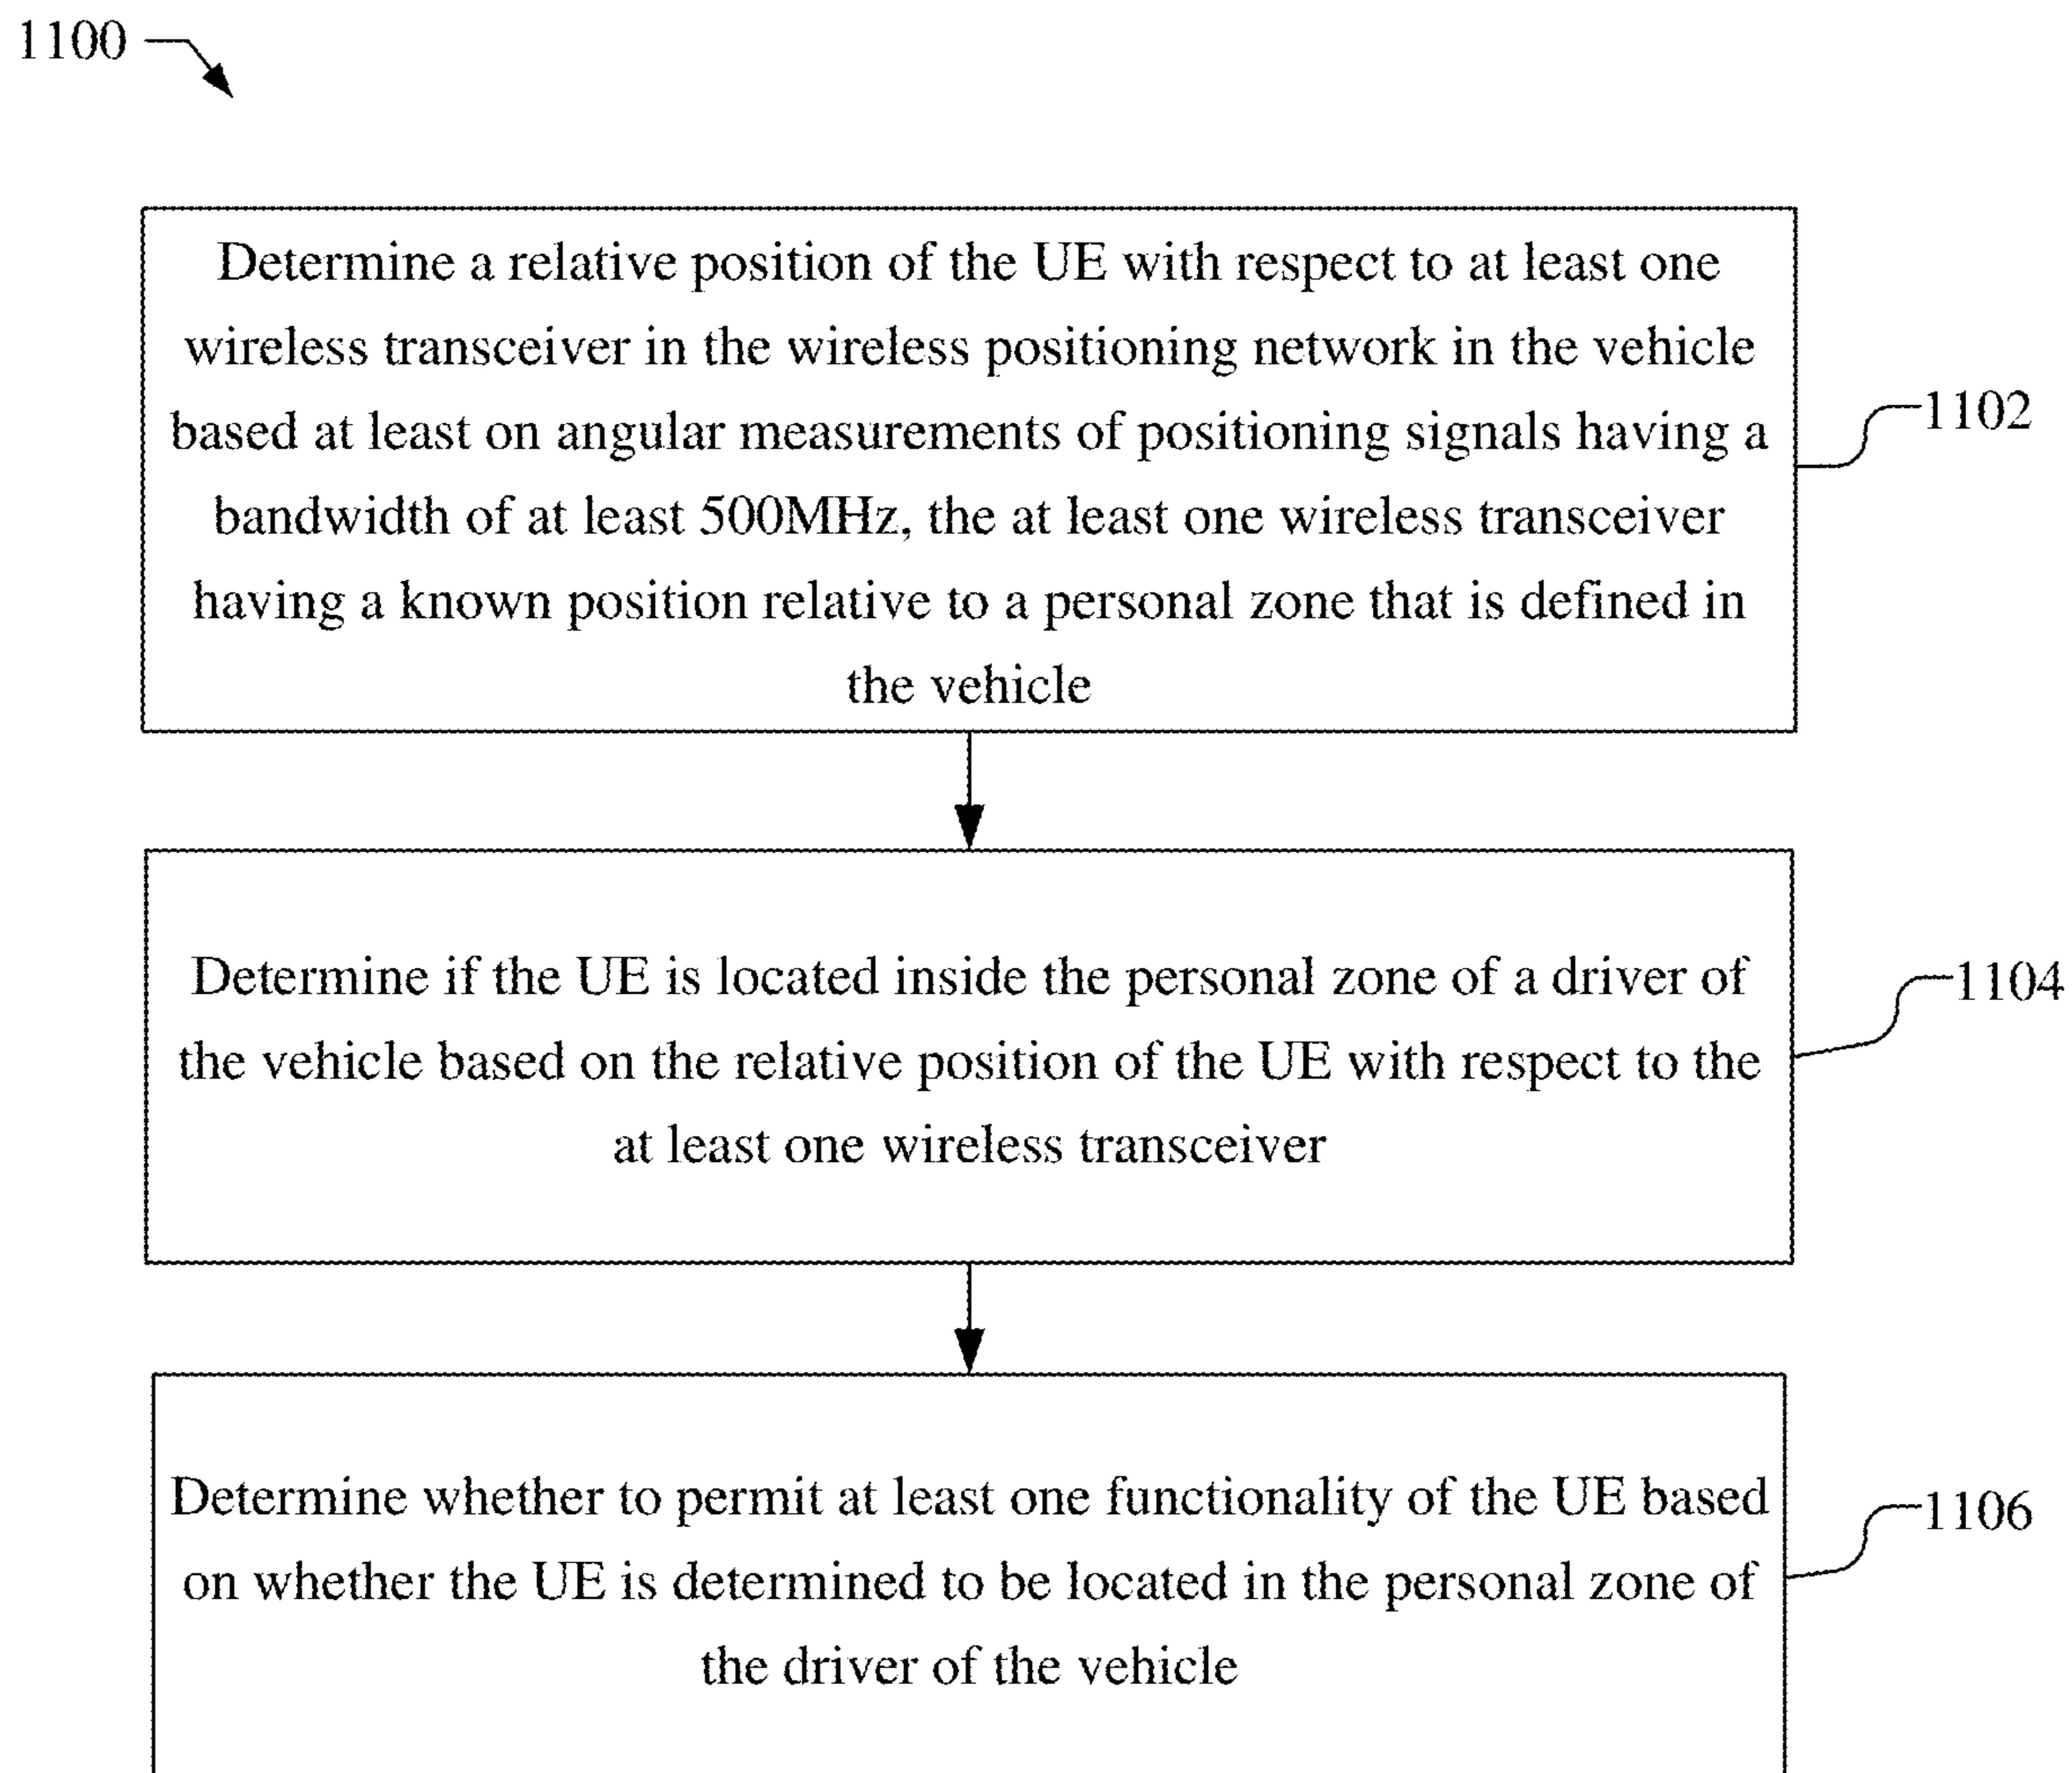 1100
Determine a relative position of the UE with respect to at least one
wireless transceiver in the wireless positioning network in the vehicle
based at least on angular measurements of positioning signals having a
bandwidth of at least 500MHz, the at least one wireless transceiver
having a known position relative to a personal zone that is defined in
the vehicle
1102
Determine if the UE is located inside the personal zone of a driver of
the vehicle based on the relative position of the UE with respect to the
at least one wireless transceiver
1104
Determine whether to permit at least one functionality of the UE based
on whether the UE is determined to be located in the personal zone of
the driver of the vehicle
1106